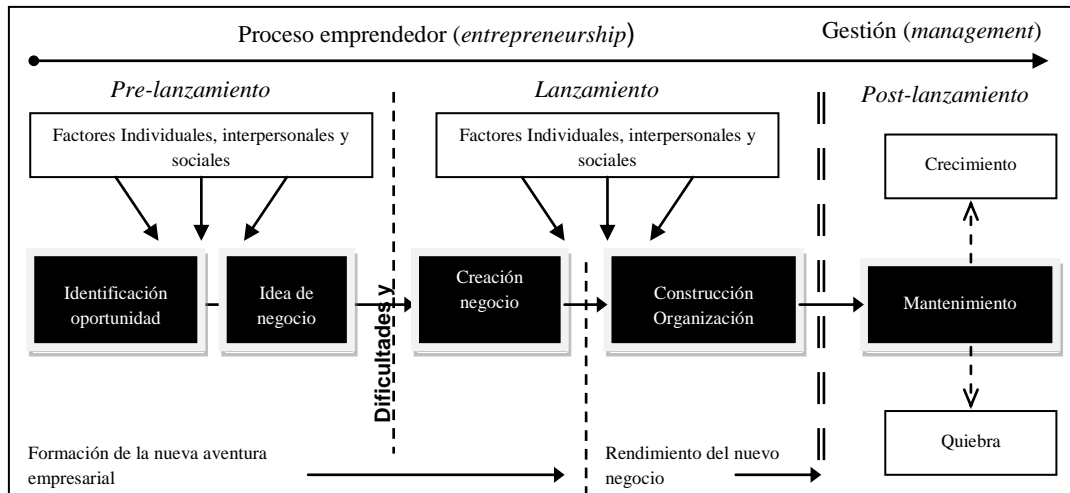 Proceso emprendedor (entrepreneurship)
Gestión (management)
Pre-lanzamiento
Lanzamiento
Post-lanzamiento
Factores Individuales, interpersonales y
sociales
Factores Individuales, interpersonales y
sociales
Crecimiento
Identificación
oportunidad
Idea de
negocio
Dificultades y
Creación
negocio
Construcción
Organización
Mantenimiento
Quiebra
Formación de la nueva aventura
empresarial
Rendimiento del nuevo
negocio